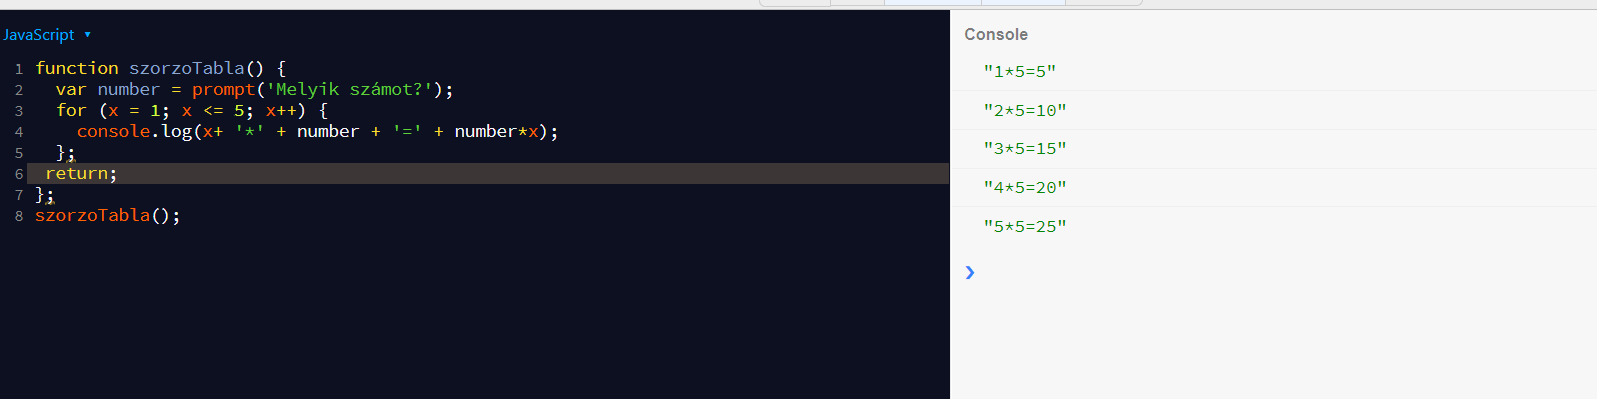 JavaScript ▾
1 function szorzoTabla() {
2   var number = prompt('Melyik számot?');
3   for (x = 1; x <= 5; x++) {
4     console.log(x+ '*' + number + '=' + number*x);
5   };
6  return;
7 };
8 szorzoTabla();
Console
"1*5=5"
"2*5=10"
"3*5=15"
"4*5=20"
"5*5=25"
❯